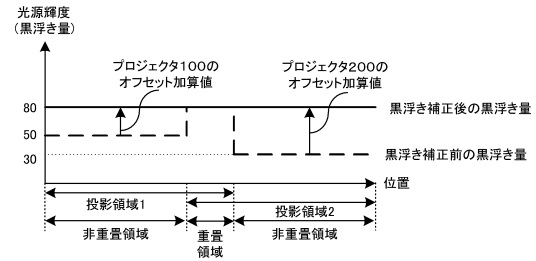 光源輝度
(黒浮き量)
プロジェクタ100の
オフセット加算値
プロジェクタ200の
オフセット加算値
80
黒浮き補正後の黒浮き量
50
30
黒浮き補正前の黒浮き量
位置
投影領域1
投影領域2
非重畳領域
重畳
領域
非重畳領域